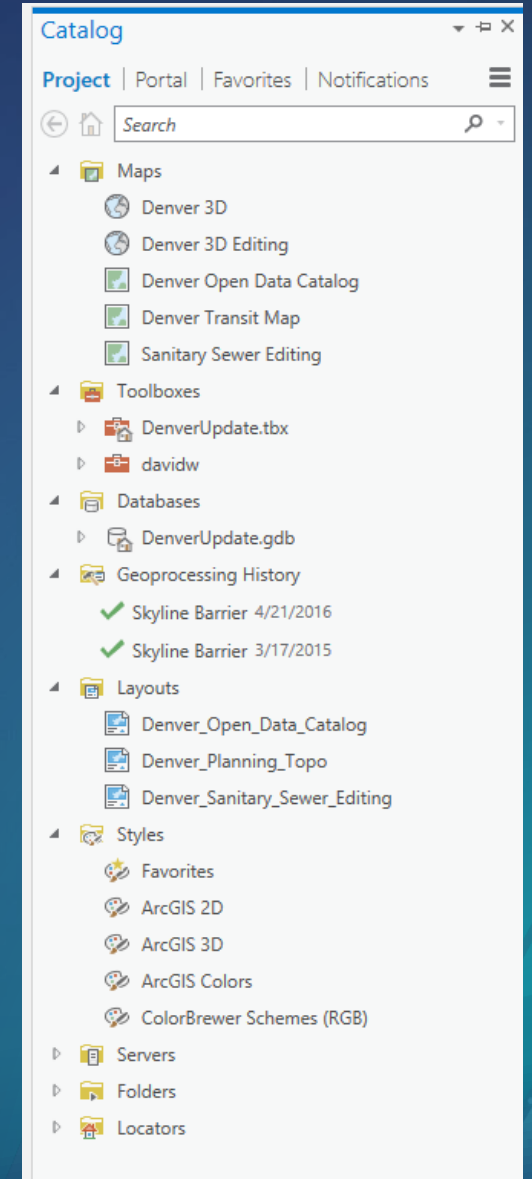 Catalog
Project | Portal | Favorites | Notifications
Search
Maps
Denver 3D
Denver 3D Editing
Denver Open Data Catalog
Denver Transit Map
Sanitary Sewer Editing
Toolboxes
DenverUpdate.tbx
davidw
Databases
DenverUpdate.gdb
Geoprocessing History
Skyline Barrier 4/21/2016
Skyline Barrier 3/17/2015
Layouts
Denver_Open_Data_Catalog
Denver_Planning_Topo
Denver_Sanitary_Sewer_Editing
Styles
Favorites
ArcGIS 2D
ArcGIS 3D
ArcGIS Colors
ColorBrewer Schemes (RGB)
Servers
Folders
Locators